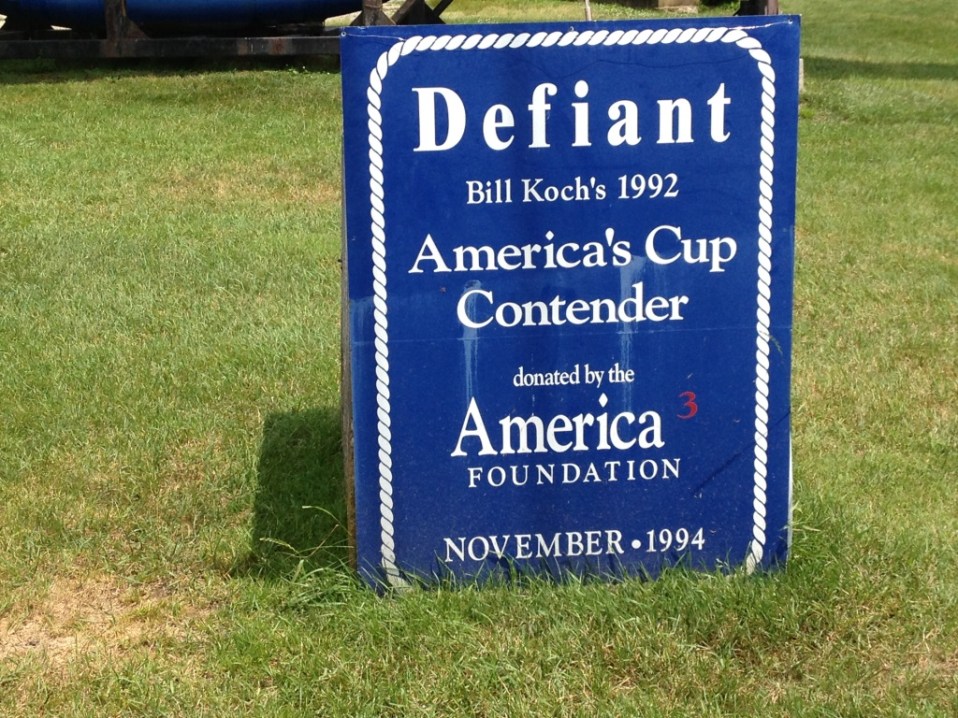 Defiant
Bill Koch's 1992
America's Cup
Contender
donated by the
America 3
FOUNDATION
NOVEMBER • 1994